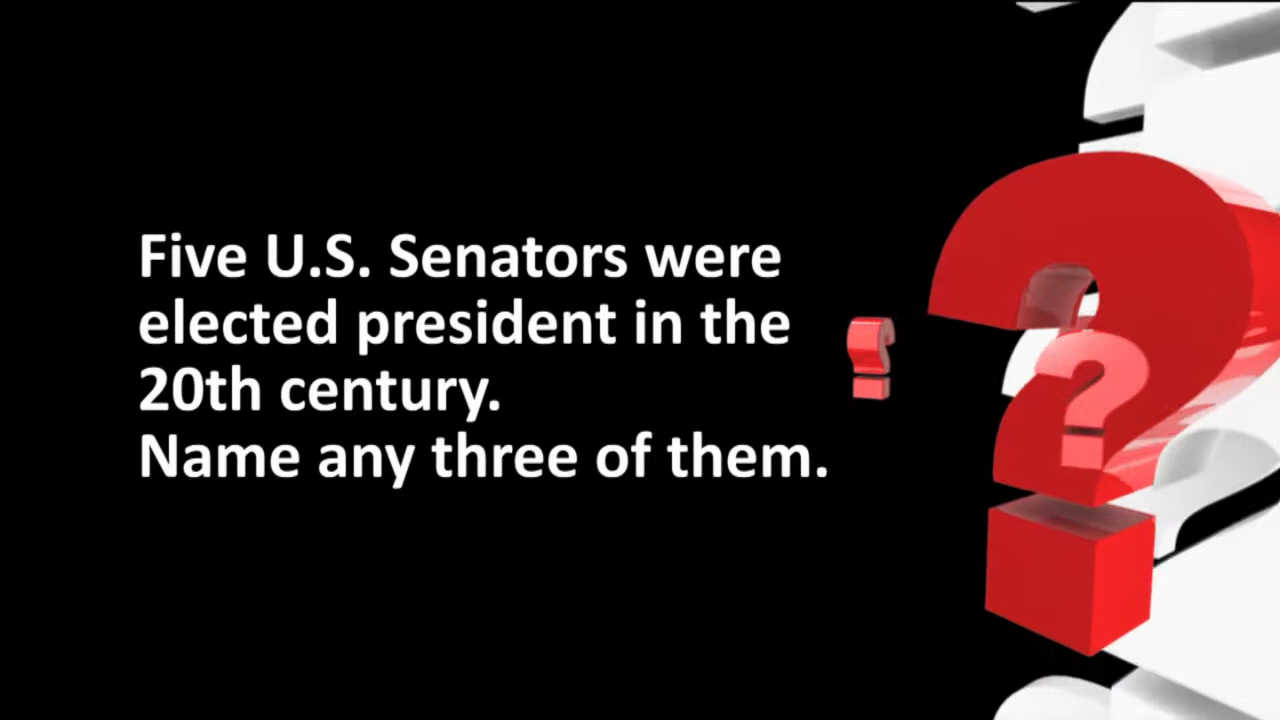 Five U.S. Senators were
elected president in the
20th century.
Name any three of them.